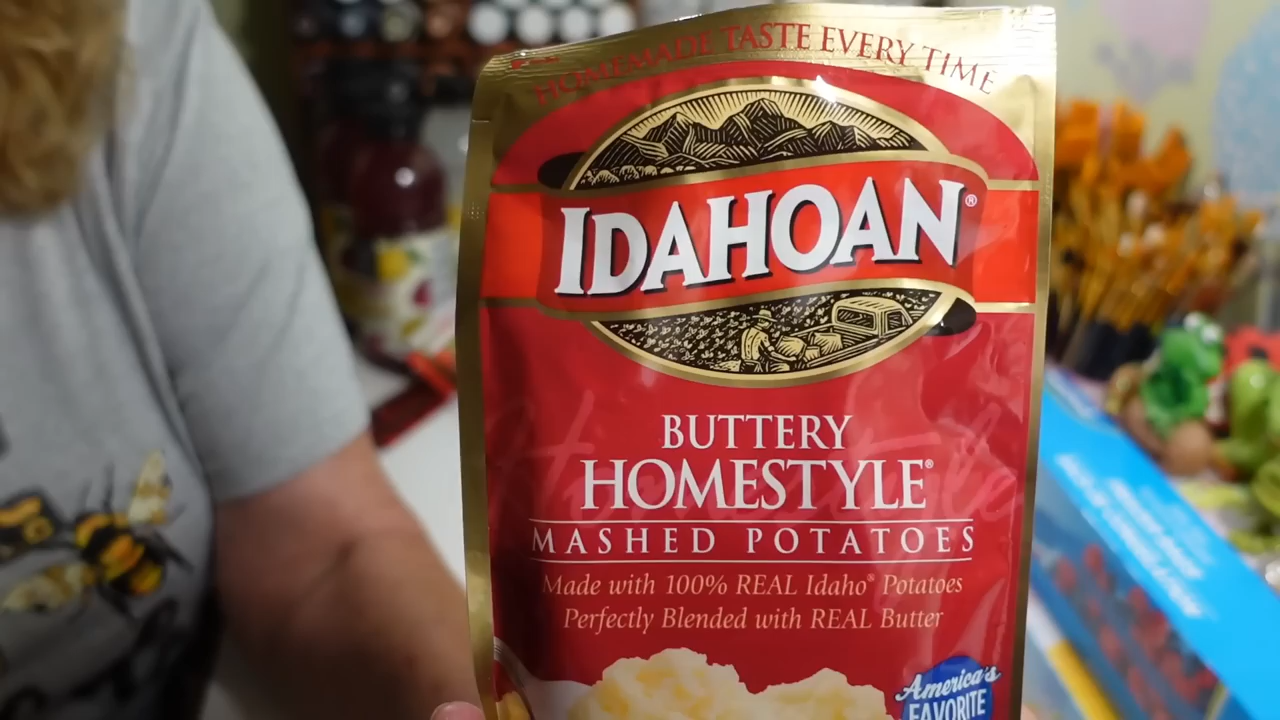 HOMEMADE TASTE EVERY TIME
IDAHOAN®
BUTTERY
HOMESTYLE®
MASHED POTATOES
Made with 100% REAL Idaho® Potatoes
Perfectly Blended with REAL Butter
America's
FAVORITE